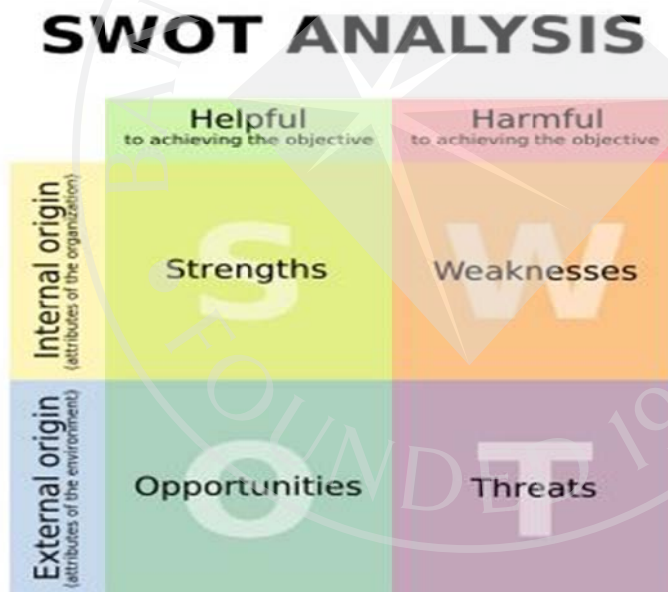 SWOT ANALYSIS
Helpful
to achieving the objective
Harmful
to achieving the objective
Internal origin
(attributes of the organization)
S
Strengths
W
Weaknesses
External origin
(attributes of the environment)
O
Opportunities
T
Threats
FOUNDED